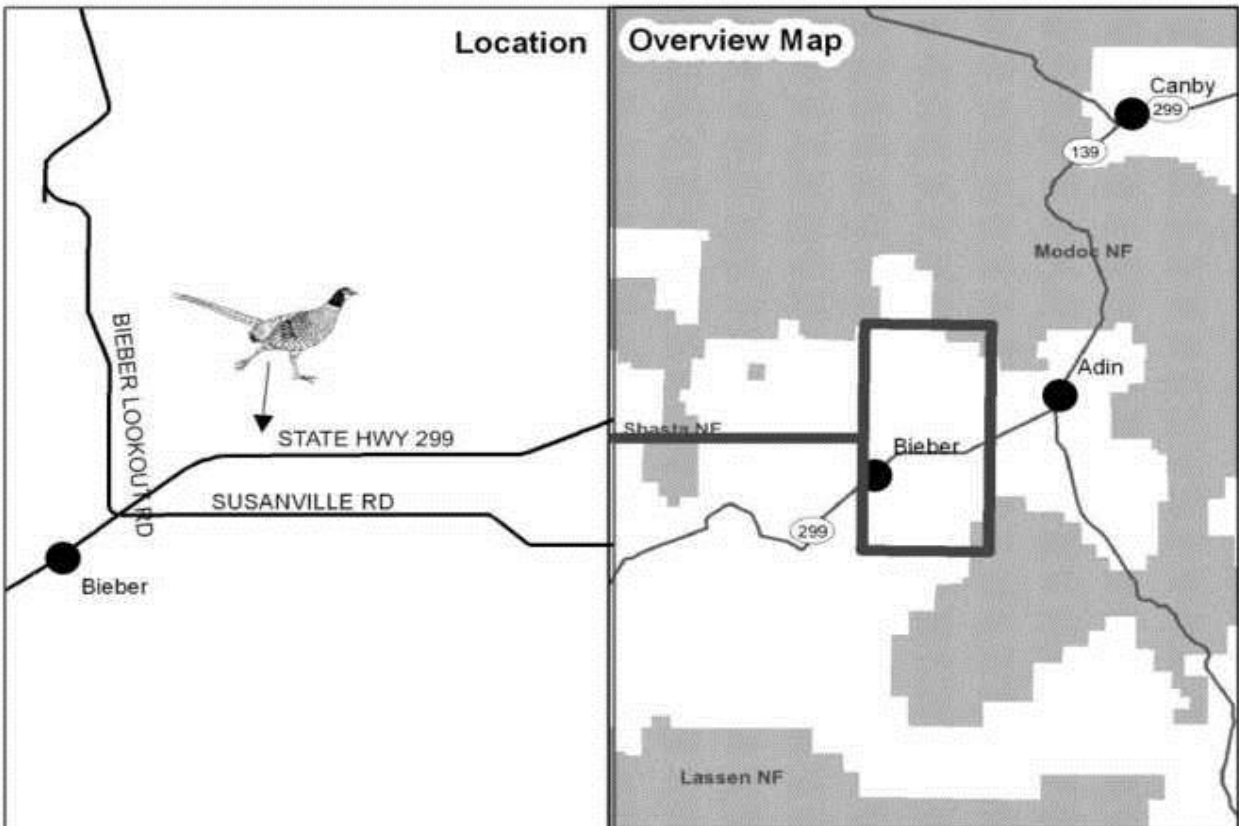 Location
BIEBER LOOKOUT RD
STATE HWY 299
SUSANVILLE RD
Bieber
Overview Map
Canby
299
139
Modoc NF
Adin
Shasta NF
Bieber
299
Lassen NF